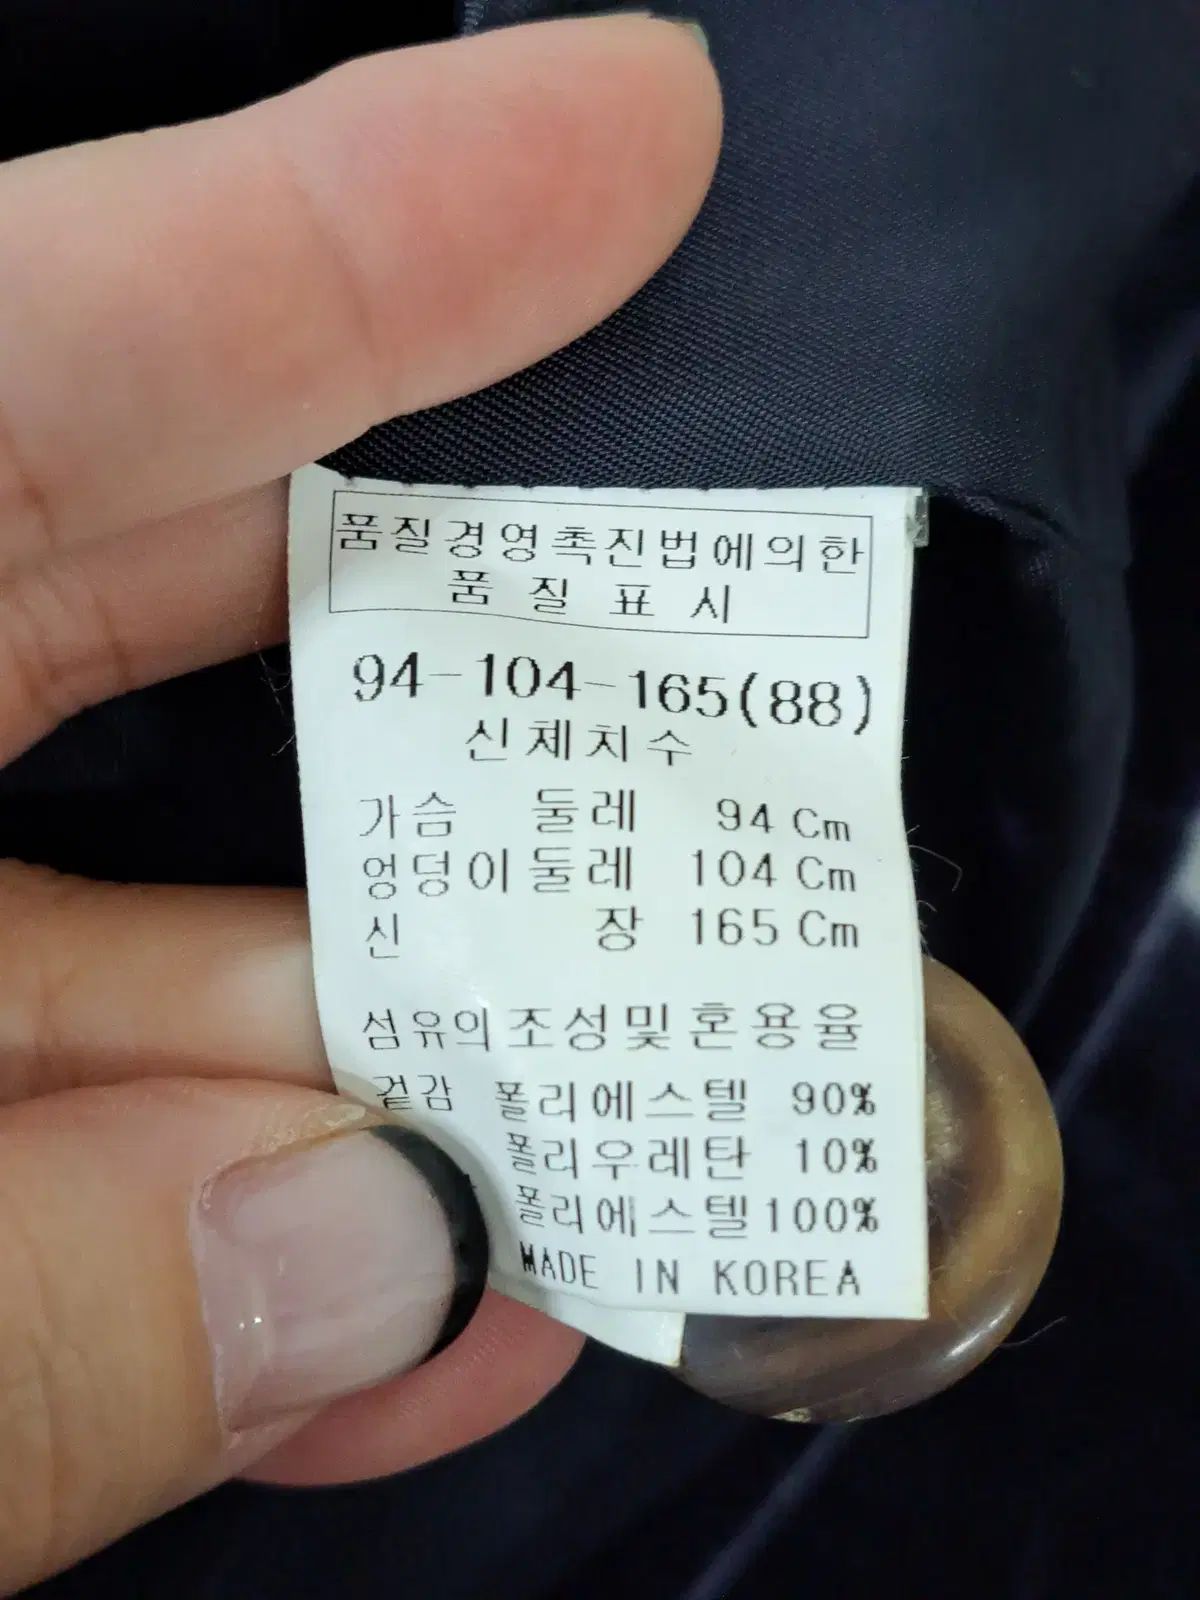 품질경영촉진법에의한
품질표시
94-104-165(88)
신체치수
가슴 둘레 94 Cm
엉덩이둘레 104 Cm
신 장 165 Cm
섬유의 조성및혼용율
겉감 폴리에스텔 90%
폴리우레탄 10%
폴리에스텔 100%
MADE IN KOREA